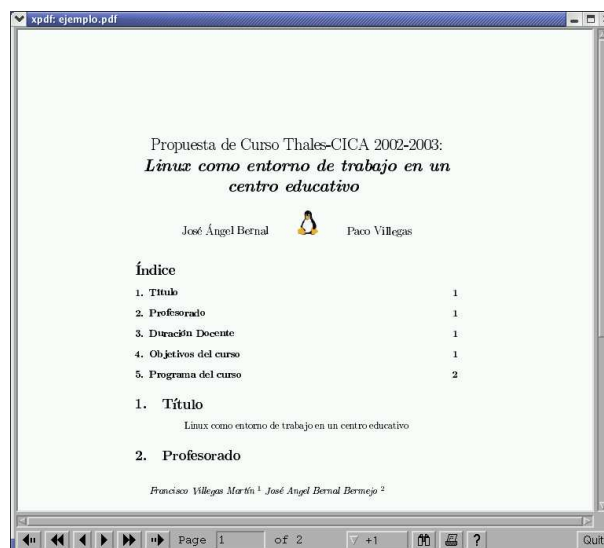 xpdf: ejemplo.pdf
Propuesta de Curso Thales-CICA 2002-2003:
Linux como entorno de trabajo en un
centro educativo
José Ángel Bernal Paco Villegas
Índice
1. Título 1
2. Profesorado 1
3. Duración Docente 1
4. Objetivos del curso 1
5. Programa del curso 2
1. Título
Linux como entorno de trabajo en un centro educativo
2. Profesorado
Francisco Villegas Martín 1 José Angel Bernal Bermejo 2
Page 1 of 2 +1 ? Quit